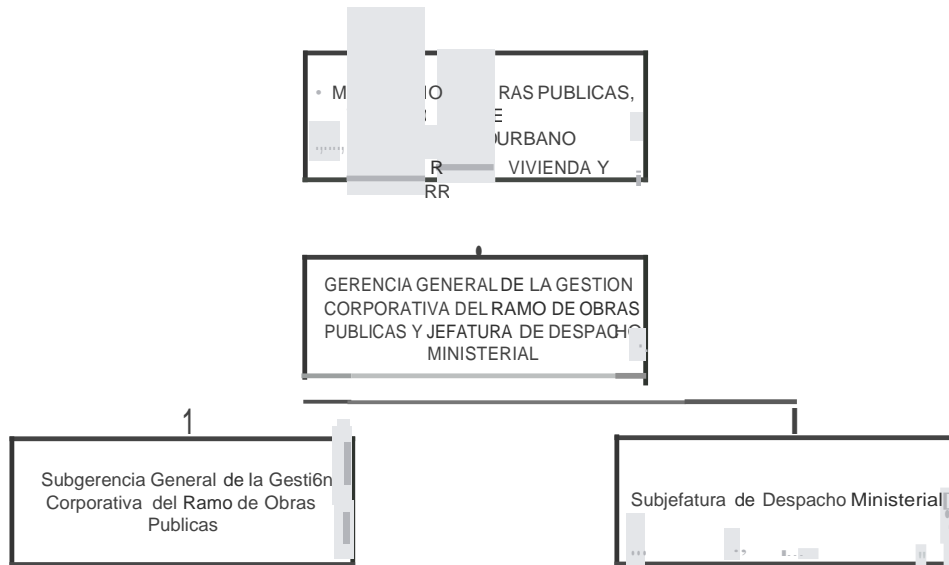 RAS PUBLICAS,
URBANO
VIVIENDA Y
GERENCIA GENERAL DE LA GESTION
CORPORATIVA DEL RAMO DE OBRAS
PUBLICAS Y JEFATURA DE DESPACHO
MINISTERIAL
1
Subgerencia General de la Gesti6n
Corporativa del Ramo de Obras
Publicas
Subjefatura de Despacho Ministerial